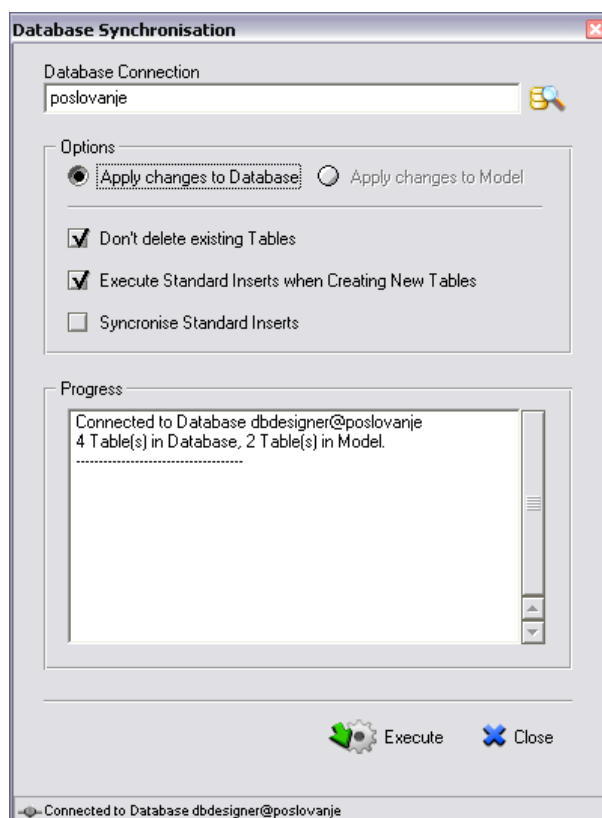 Database Synchronisation
Database Connection
poslovanje
Options
Apply changes to Database Apply changes to Model
Don't delete existing Tables
Execute Standard Inserts when Creating New Tables
Syncronise Standard Inserts
Progress
Connected to Database dbdesigner@poslovanje
4 Table(s) in Database, 2 Table(s) in Model.
------------------------------------
Execute Close
Connected to Database dbdesigner@poslovanje